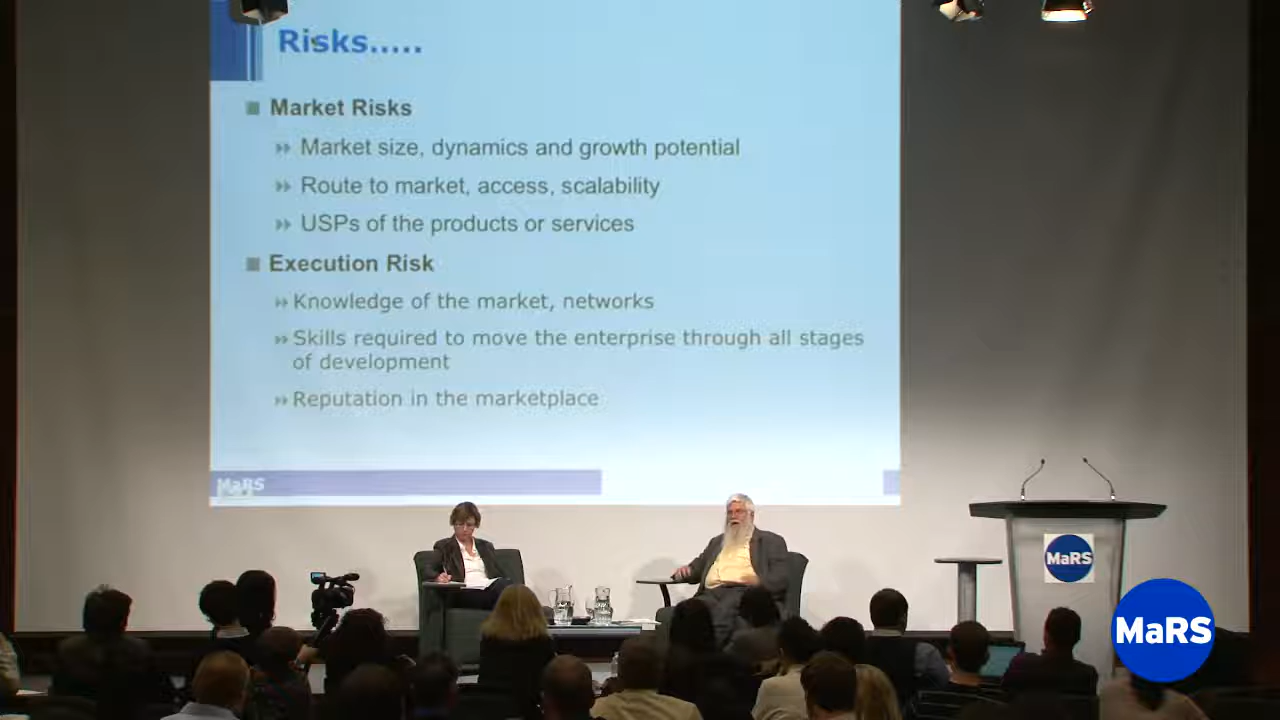 Risks.....
Market Risks
Market size, dynamics and growth potential
Route to market, access, scalability
USPs of the products or services
Execution Risk
Knowledge of the market, networks
Skills required to move the enterprise through all stages
of development
Reputation in the marketplace
MaRS
MaRS
MaRS